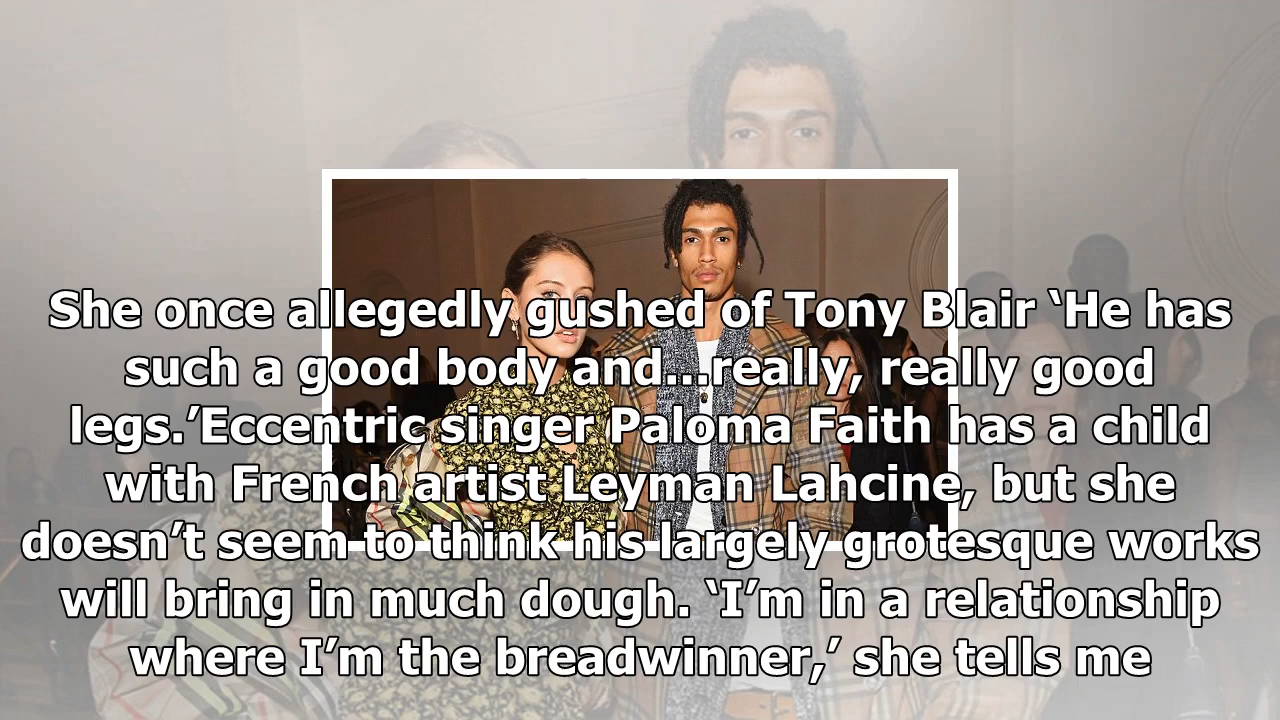 She once allegedly gushed of Tony Blair ‘He has
such a good body and...really, really good
legs.’Eccentric singer Paloma Faith has a child
with French artist Leyman Lahcine, but she
doesn’t seem to think his largely grotesque works
will bring in much dough. ‘I’m in a relationship
where I’m the breadwinner,’ she tells me